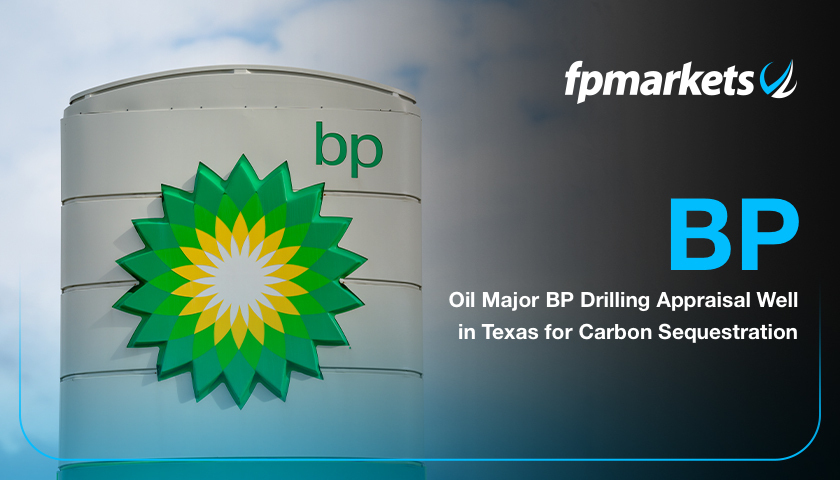 bp
fpmarkets
BP
Oil Major BP Drilling Appraisal Well
in Texas for Carbon Sequestration